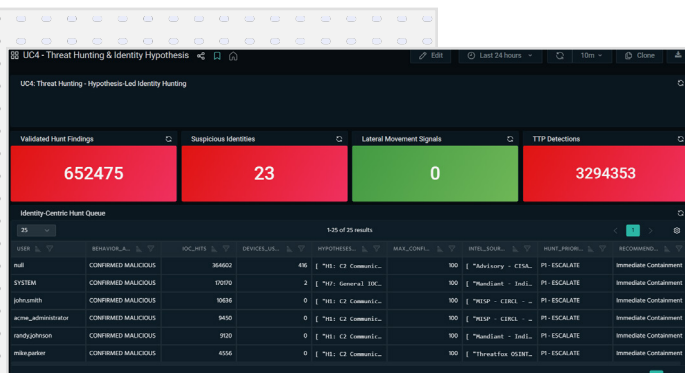 UC4 - Threat Hunting & Identity Hypothesis Edit Last 24 hours 10m Clone
UC4: Threat Hunting - Hypothesis-Led Identity Hunting
Validated Hunt Findings Suspicious Identities Lateral Movement Signals TTP Detections
652475 23 0 3294353
Identity-Centric Hunt Queue
25 1-25 of 25 results 1
USER BEHAVIOR_A... IOC_HITS DEVICES_US... HYPOTHESES... MAX_CONFI... INTEL_SOUR... HUNT_PRIORI... RECOMMEND...
null CONFIRMED MALICIOUS 364602 416 [ "H1: C2 Communic... 100 [ "Advisory - CISA... P1 - ESCALATE Immediate Containment
SYSTEM CONFIRMED MALICIOUS 170170 2 [ "H7: General IOC... 100 [ "Mandiant - Indi... P1 - ESCALATE Immediate Containment
john.smith CONFIRMED MALICIOUS 10636 0 [ "H1: C2 Communic... 100 [ "MISP - CIRCL - ... P1 - ESCALATE Immediate Containment
acme_administrator CONFIRMED MALICIOUS 9450 0 [ "H1: C2 Communic... 100 [ "MISP - CIRCL - ... P1 - ESCALATE Immediate Containment
randy.johnson CONFIRMED MALICIOUS 9120 0 [ "H1: C2 Communic... 100 [ "Mandiant - Indi... P1 - ESCALATE Immediate Containment
mike.parker CONFIRMED MALICIOUS 4556 0 [ "H1: C2 Communic... 100 [ "Threatfox OSINT... P1 - ESCALATE Immediate Containment